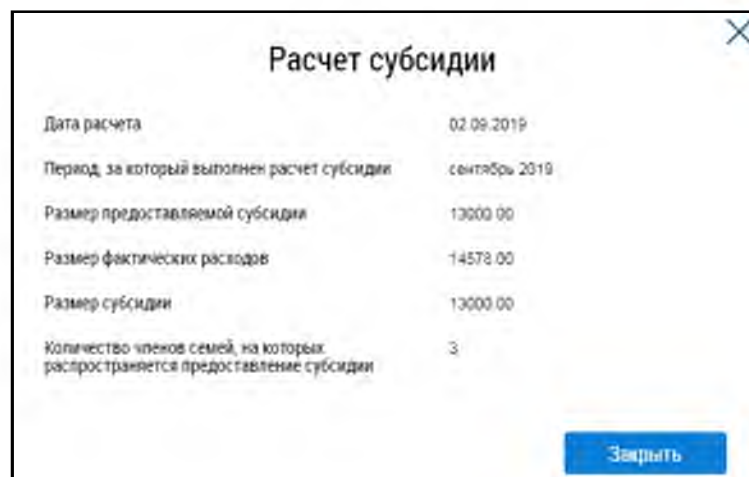 Расчет субсидии
Дата расчета 02.09.2019
Период, за который выполнен расчет субсидии сентябрь 2019
Размер предоставляемой субсидии 13000.00
Размер фактических расходов 14578.00
Размер субсидии 13000.00
Количество членов семей, на которых 3
распространяется предоставление субсидии
Закрыть